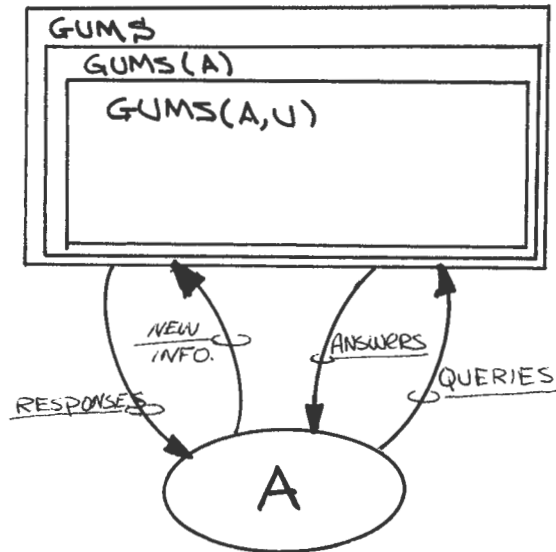 GUMS
GUMS(A)
GUMS(A,U)
NEW
INFO.
ANSWERS
QUERIES
RESPONSES
A